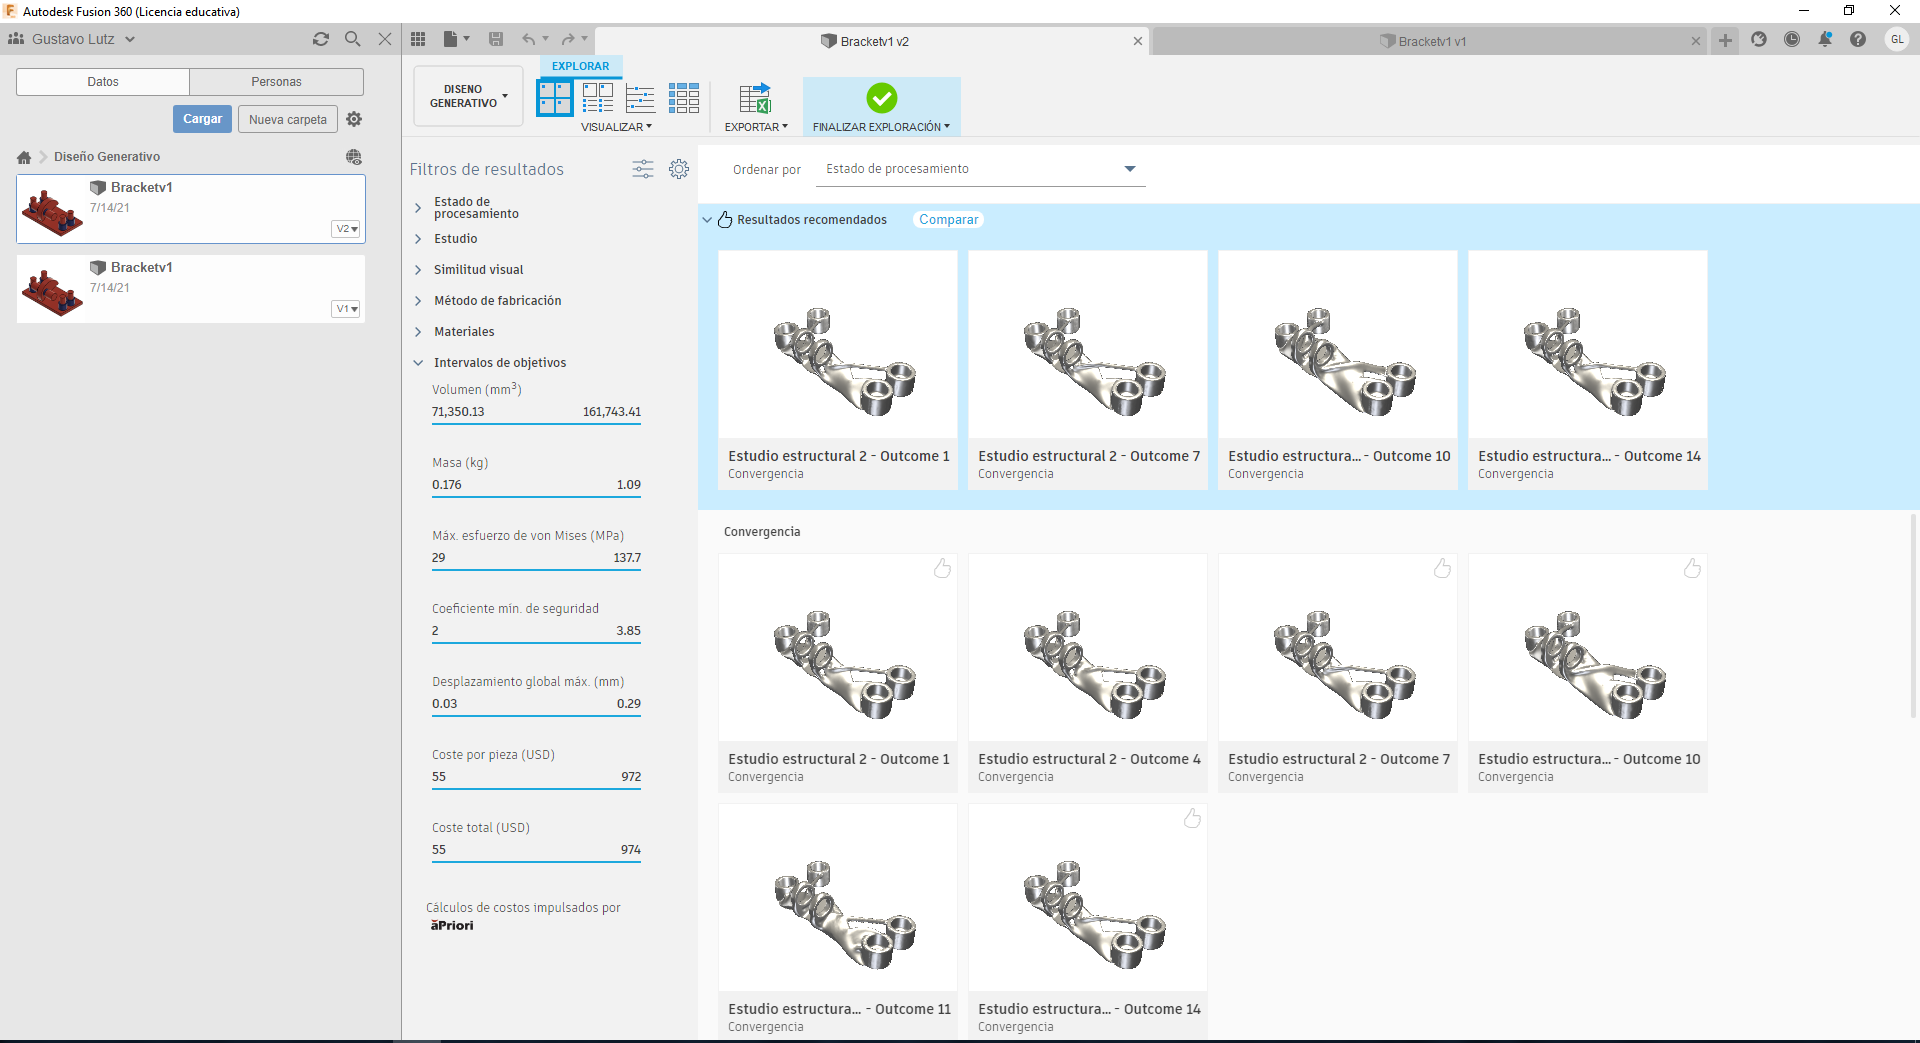 Autodesk Fusion 360 (Licencia educativa)
Gustavo Lutz
Bracketv1 v2
Bracketv1 v1
GL
Datos
Personas
Cargar
Nueva carpeta
Diseño Generativo
Bracketv1
7/14/21
V2
Bracketv1
7/14/21
V1
DISENO
GENERATIVO
EXPLORAR
VISUALIZAR
EXPORTAR
FINALIZAR EXPLORACIÓN
Filtros de resultados
Estado de
procesamiento
Estudio
Similitud visual
Método de fabricación
Materiales
Intervalos de objetivos
Volumen (mm³)
71,350.13 161,743.41
Masa (kg)
0.176 1.09
Máx. esfuerzo de von Mises (MPa)
29 137.7
Coeficiente mín. de seguridad
2 3.85
Desplazamiento global máx. (mm)
0.03 0.29
Coste por pieza (USD)
55 972
Coste total (USD)
55 974
Cálculos de costos impulsados por
ăPriori
Ordenar por Estado de procesamiento
Resultados recomendados Comparar
Estudio estructural 2 - Outcome 1
Convergencia
Estudio estructural 2 - Outcome 7
Convergencia
Estudio estructura... - Outcome 10
Convergencia
Estudio estructura... - Outcome 14
Convergencia
Convergencia
Estudio estructural 2 - Outcome 1
Convergencia
Estudio estructural 2 - Outcome 4
Convergencia
Estudio estructural 2 - Outcome 7
Convergencia
Estudio estructura... - Outcome 10
Convergencia
Estudio estructura... - Outcome 11
Convergencia
Estudio estructura... - Outcome 14
Convergencia